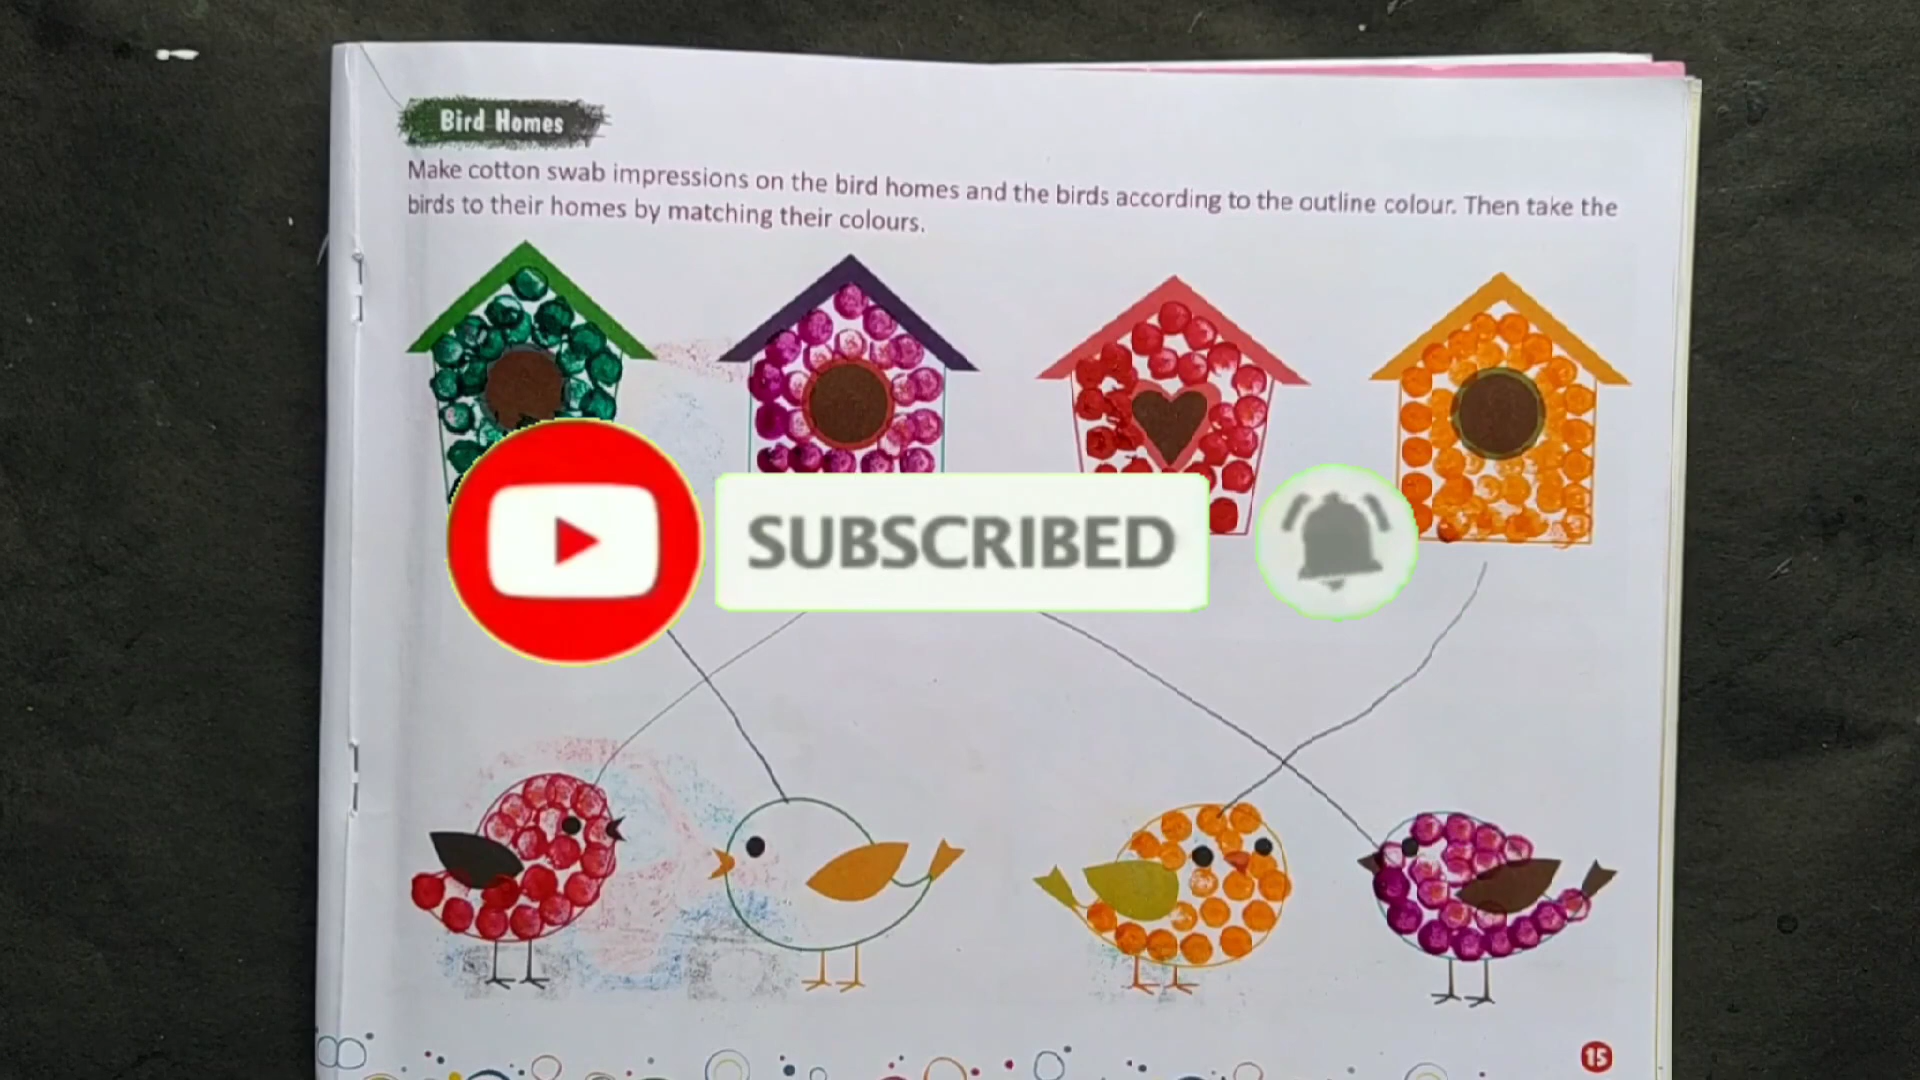 Bird Homes
Make cotton swab impressions on the bird homes and the birds according to the outline colour. Then take the
birds to their homes by matching their colours.
SUBSCRIBED
15